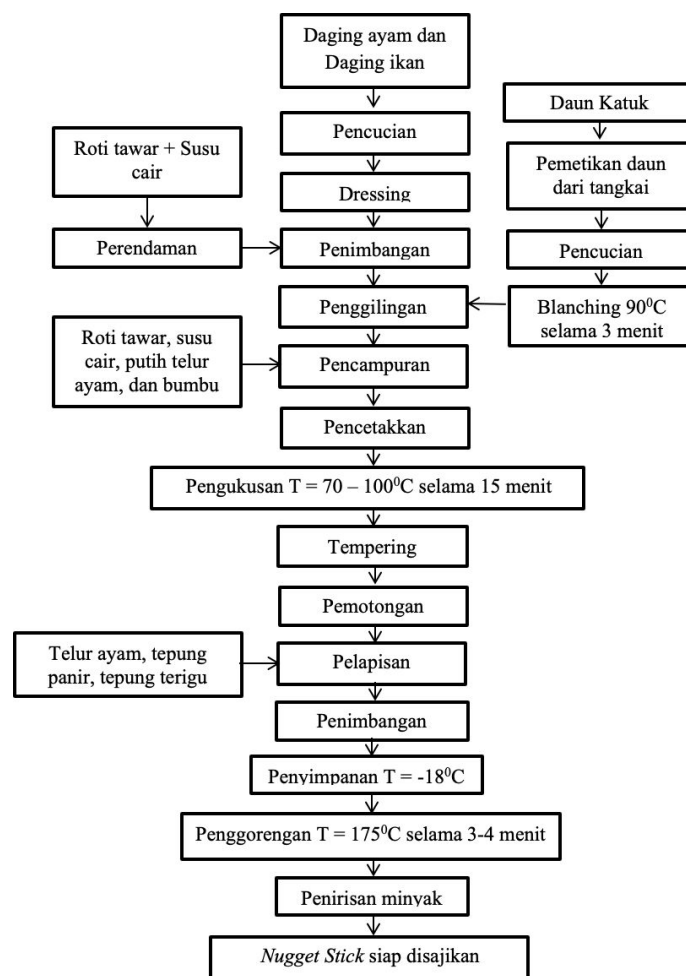 Daging ayam dan
Daging ikan
Daun Katuk
Pencucian
Roti tawar + Susu
cair
Pemetikan daun
dari tangkai
Dressing
Perendaman
Penimbangan
Pencucian
Penggilingan
Blanching 90⁰C
selama 3 menit
Roti tawar, susu
cair, putih telur
ayam, dan bumbu
Pencampuran
Pencetakkan
Pengukusan T = 70 – 100⁰C selama 15 menit
Tempering
Pemotongan
Telur ayam, tepung
panir, tepung terigu
Pelapisan
Penimbangan
Penyimpanan T = -18⁰C
Penggorengan T = 175⁰C selama 3-4 menit
Penirisan minyak
Nugget Stick siap disajikan